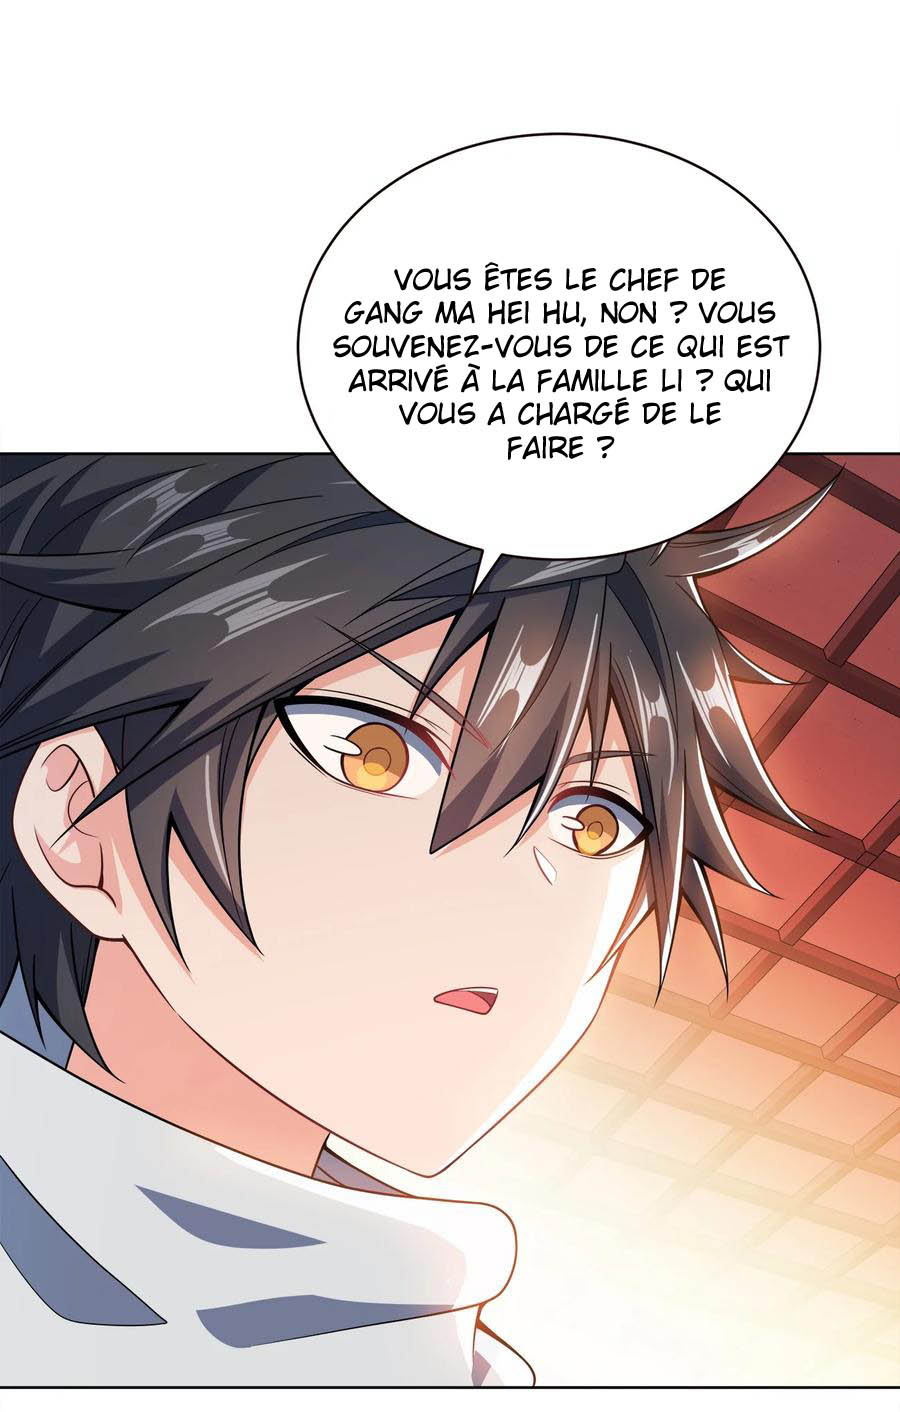 VOUS ÊTES LE CHEF DE
GANG MA HEI HU, NON ? VOUS
SOUVENEZ-VOUS DE CE QUI EST
ARRIVÉ À LA FAMILLE LI ? QUI
VOUS A CHARGÉ DE LE
FAIRE ?